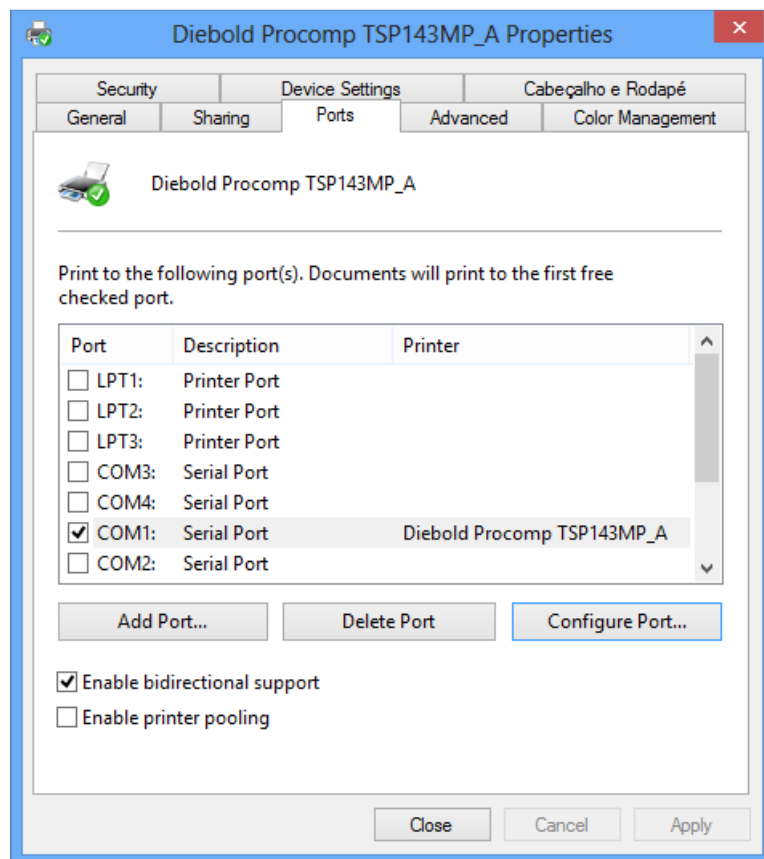 Diebold Procomp TSP143MP_A Properties
Security Device Settings Cabeçalho e Rodapé
General Sharing Ports Advanced Color Management
Diebold Procomp TSP143MP_A
Print to the following port(s). Documents will print to the first free
checked port.
Port Description Printer
LPT1: Printer Port
LPT2: Printer Port
LPT3: Printer Port
COM3: Serial Port
COM4: Serial Port
COM1: Serial Port Diebold Procomp TSP143MP_A
COM2: Serial Port
Add Port... Delete Port Configure Port...
Enable bidirectional support
Enable printer pooling
Close Cancel Apply